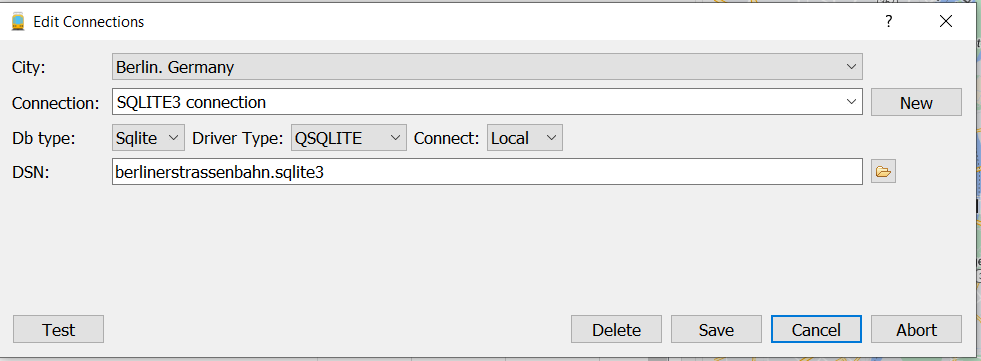 Edit Connections
?
City: Berlin. Germany
Connection: SQLITE3 connection New
Db type: Sqlite Driver Type: QSQLITE Connect: Local
DSN: berlinerstrassenbahn.sqlite3
Test Delete Save Cancel Abort